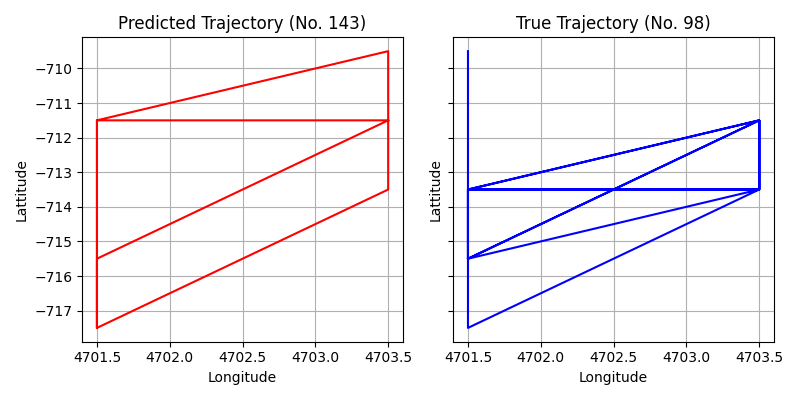 Predicted Trajectory (No. 143)
True Trajectory (No. 98)
Lattitude
−710
−711
−712
−713
−714
−715
−716
−717
4701.5 4702.0 4702.5 4703.0 4703.5
Longitude
Lattitude
4701.5 4702.0 4702.5 4703.0 4703.5
Longitude